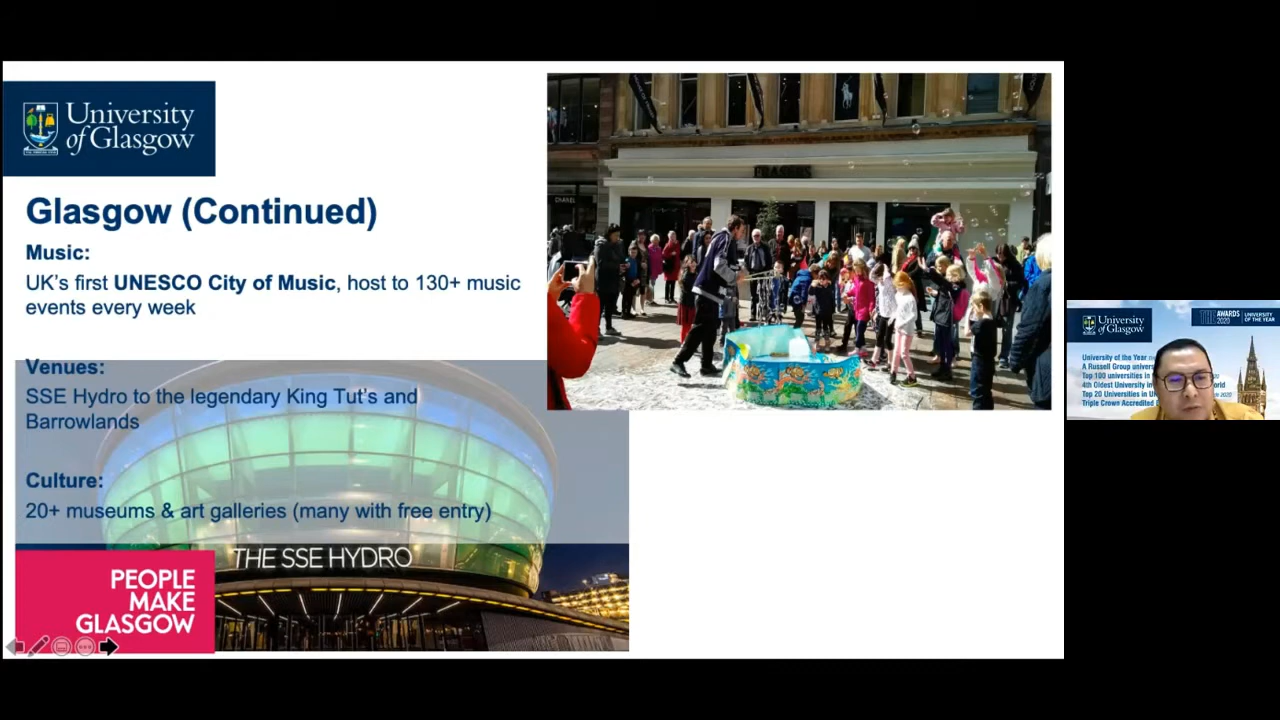 University
of Glasgow
Glasgow (Continued)
Music:
UK's first UNESCO City of Music, host to 130+ music
events every week
Venues:
SSE Hydro to the legendary King Tut's and
Barrowlands
Culture:
20+ museums & art galleries (many with free entry)
THE SSE HYDRO
PEOPLE
MAKE
GLASGOW
FRASERS
CHANEL
University
of Glasgow
AWARDS
2020
UNIVERSITY
OF THE YEAR
University of the Year
A Russell Group
Top 100 universities in
4th Oldest University in
Top 20 Universities in
Triple Crown Accredited